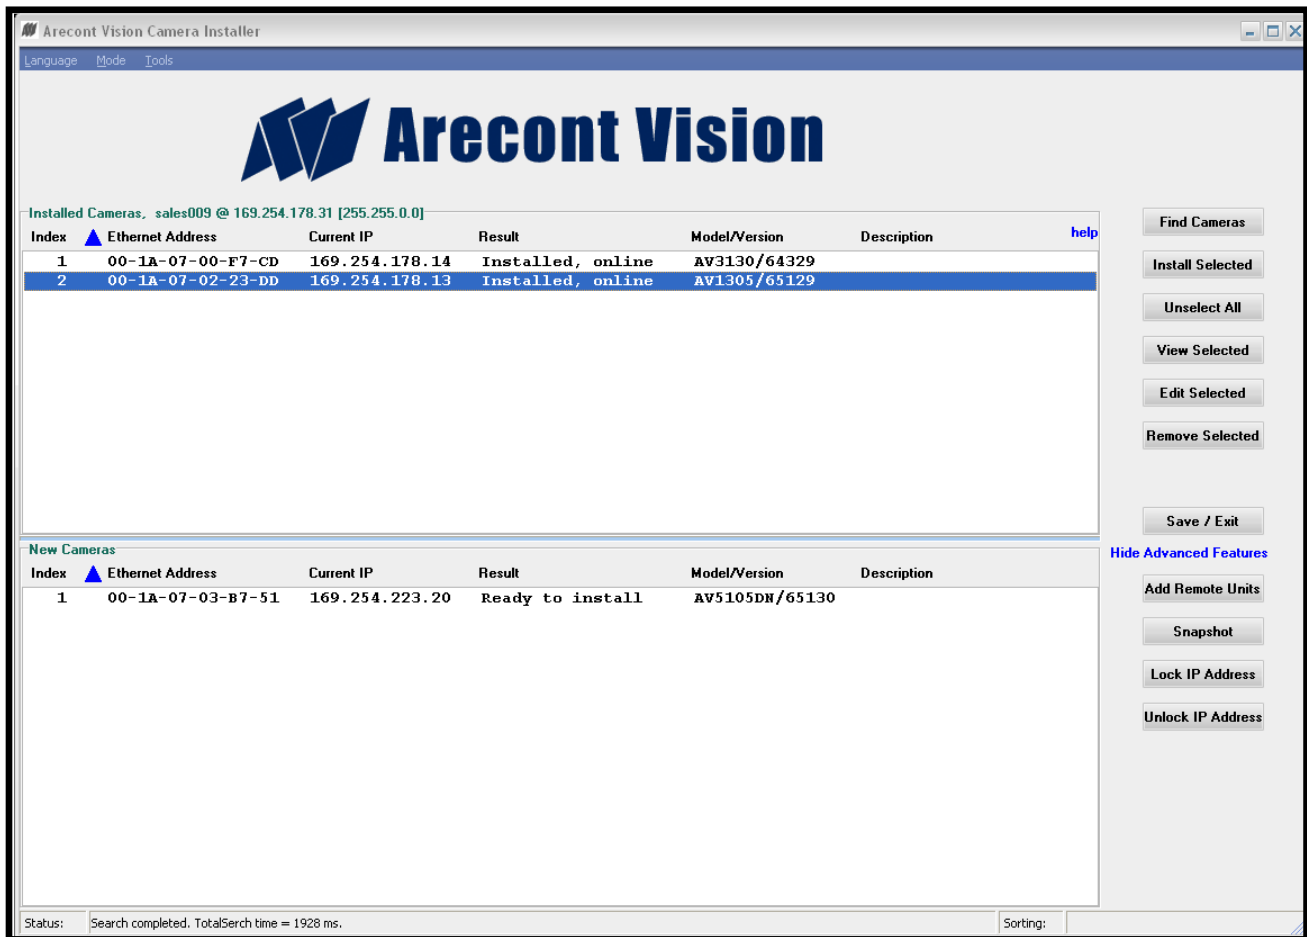 Arecont Vision Camera Installer
Language Mode Tools
Arecont Vision
Installed Cameras, sales009 @ 169.254.178.31 [255.255.0.0]
Index Ethernet Address Current IP Result Model/Version Description help
1 00-1A-07-00-F7-CD 169.254.178.14 Installed, online AV3130/64329
2 00-1A-07-02-23-DD 169.254.178.13 Installed, online AV1305/65129
Find Cameras
Install Selected
Unselect All
View Selected
Edit Selected
Remove Selected
Save / Exit
New Cameras
Hide Advanced Features
Index Ethernet Address Current IP Result Model/Version Description
1 00-1A-07-03-B7-51 169.254.223.20 Ready to install AV5105DN/65130
Add Remote Units
Snapshot
Lock IP Address
Unlock IP Address
Status: Search completed. TotalSerch time = 1928 ms. Sorting: